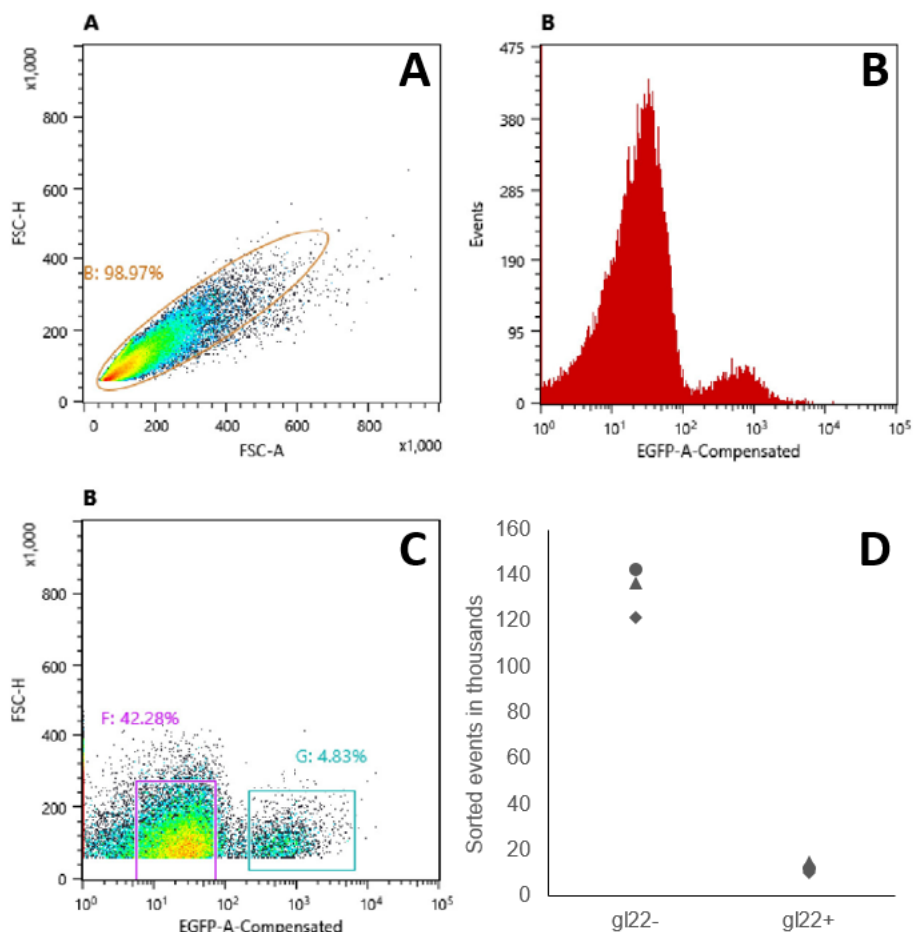 A
A
x1,000
800
600
400
200
0
FSC-H
B: 98.97%
0 200 400 600 800
x1,000
FSC-A
B
B
475
380
285
190
95
0
Events
10^0 10^1 10^2 10^3 10^4 10^5
EGFP-A-Compensated
B
C
x1,000
800
600
400
200
0
FSC-H
F: 42.28%
G: 4.83%
10^0 10^1 10^2 10^3 10^4 10^5
EGFP-A-Compensated
D
160
140
120
100
80
60
40
20
0
Sorted events in thousands
gl22- gl22+